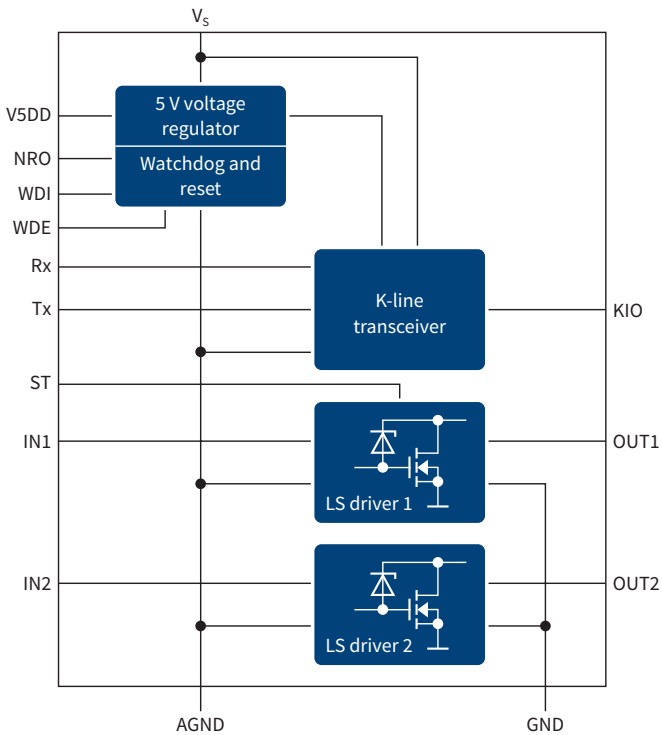 Vₛ
V5DD
5 V voltage
regulator
NRO
Watchdog and
reset
WDI
WDE
Rx
Tx
K-line
transceiver
KIO
ST
IN1
OUT1
LS driver 1
IN2
OUT2
LS driver 2
AGND
GND